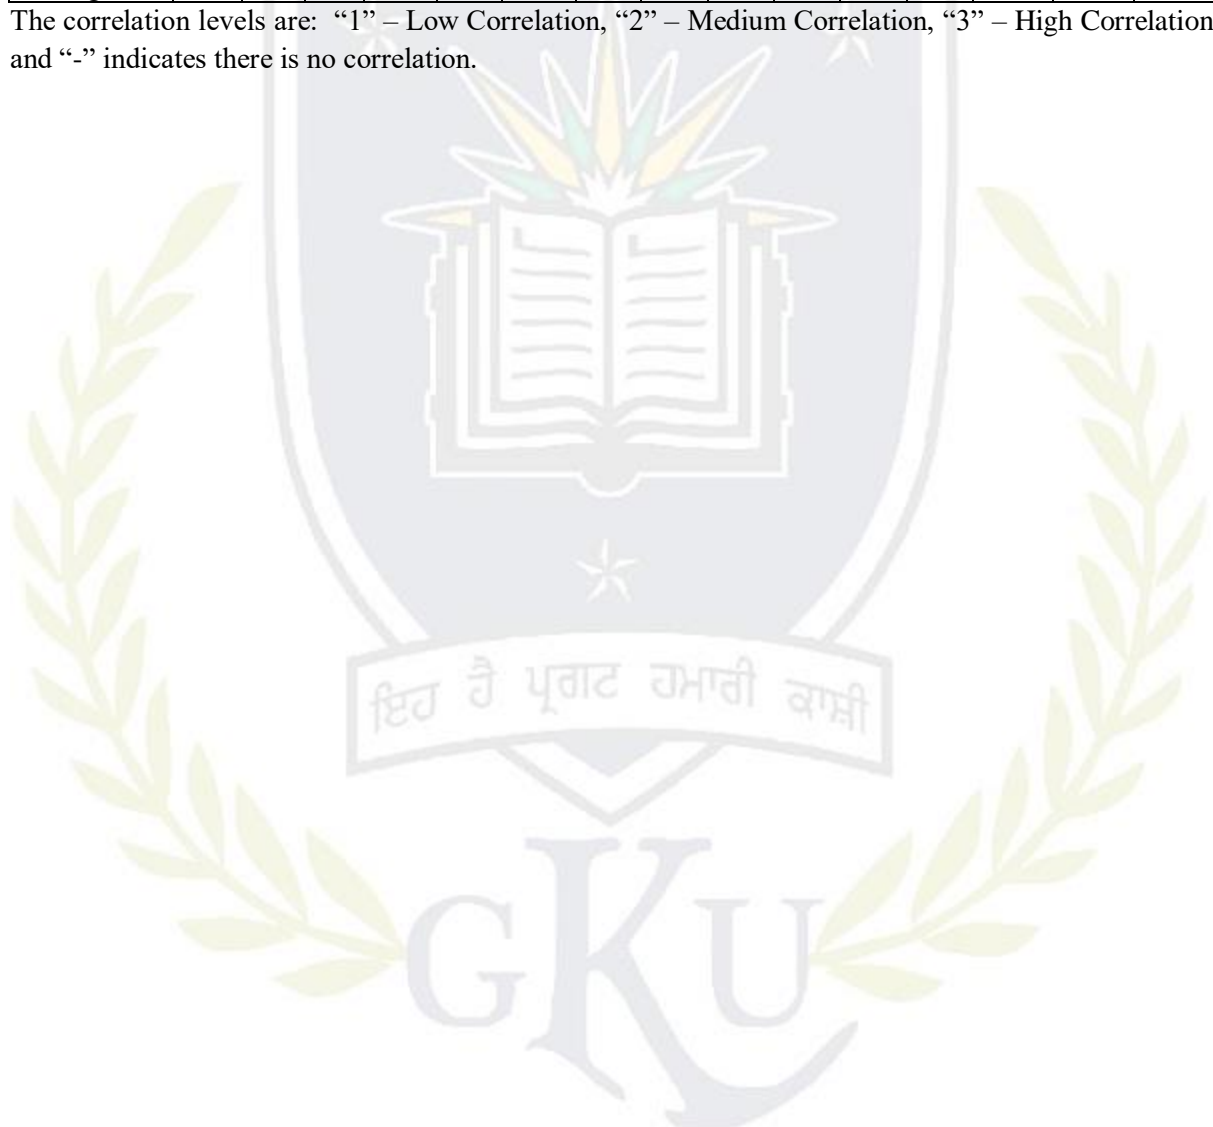 The correlation levels are: “1” – Low Correlation, “2” – Medium Correlation, “3” – High Correlation
and “-” indicates there is no correlation.
ਇਹ ਹੈ ਪ੍ਰਗਟ ਹਮਾਰੀ ਕਾਸ਼ੀ
GKU